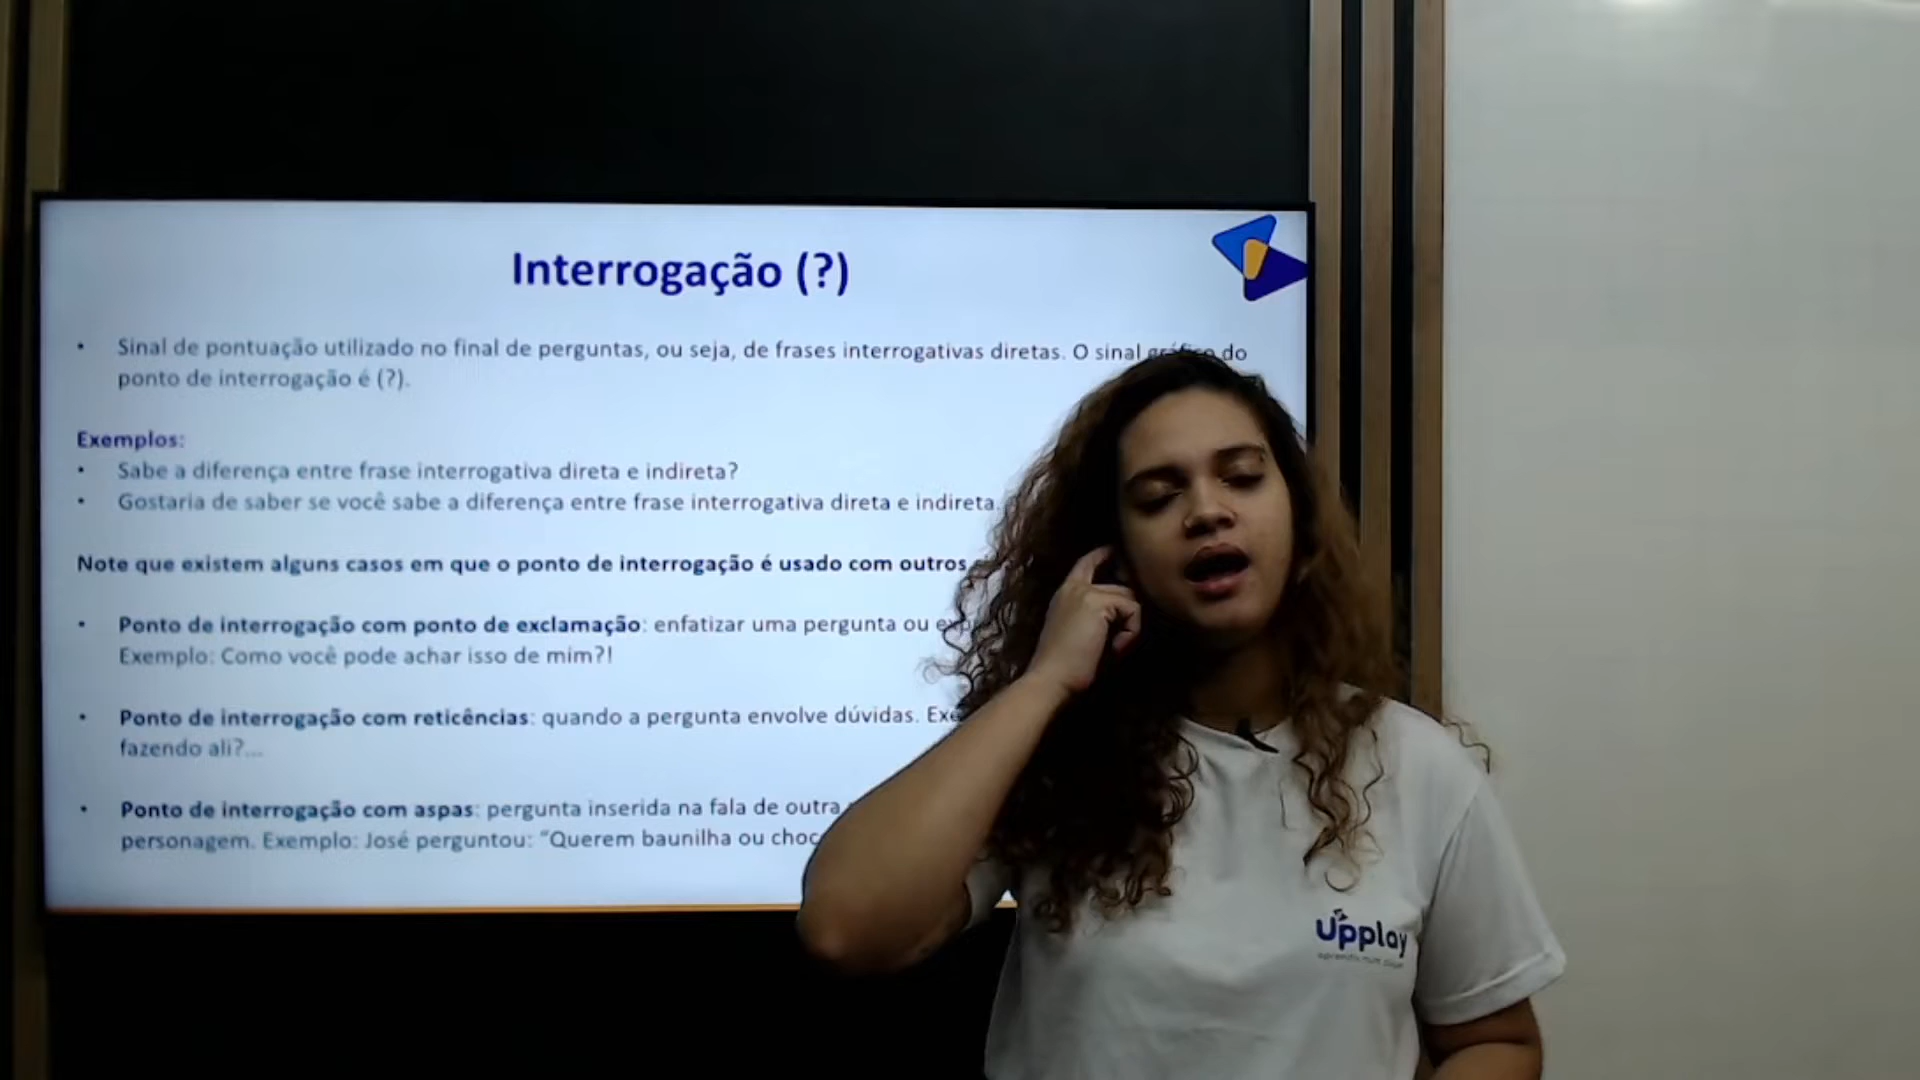 Interrogação (?)
• Sinal de pontuação utilizado no final de perguntas, ou seja, de frases interrogativas diretas. O sinal gráfico do
ponto de interrogação é (?).
Exemplos:
• Sabe a diferença entre frase interrogativa direta e indireta?
• Gostaria de saber se você sabe a diferença entre frase interrogativa direta e indireta.
Note que existem alguns casos em que o ponto de interrogação é usado com outros
• Ponto de interrogação com ponto de exclamação: enfatizar uma pergunta ou
Exemplo: Como você pode achar isso de mim?!
• Ponto de interrogação com reticências: quando a pergunta envolve dúvidas.
fazendo ali?...
• Ponto de interrogação com aspas: pergunta inserida na fala de outra
personagem. Exemplo: José perguntou: “Querem baunilha ou
Upplay